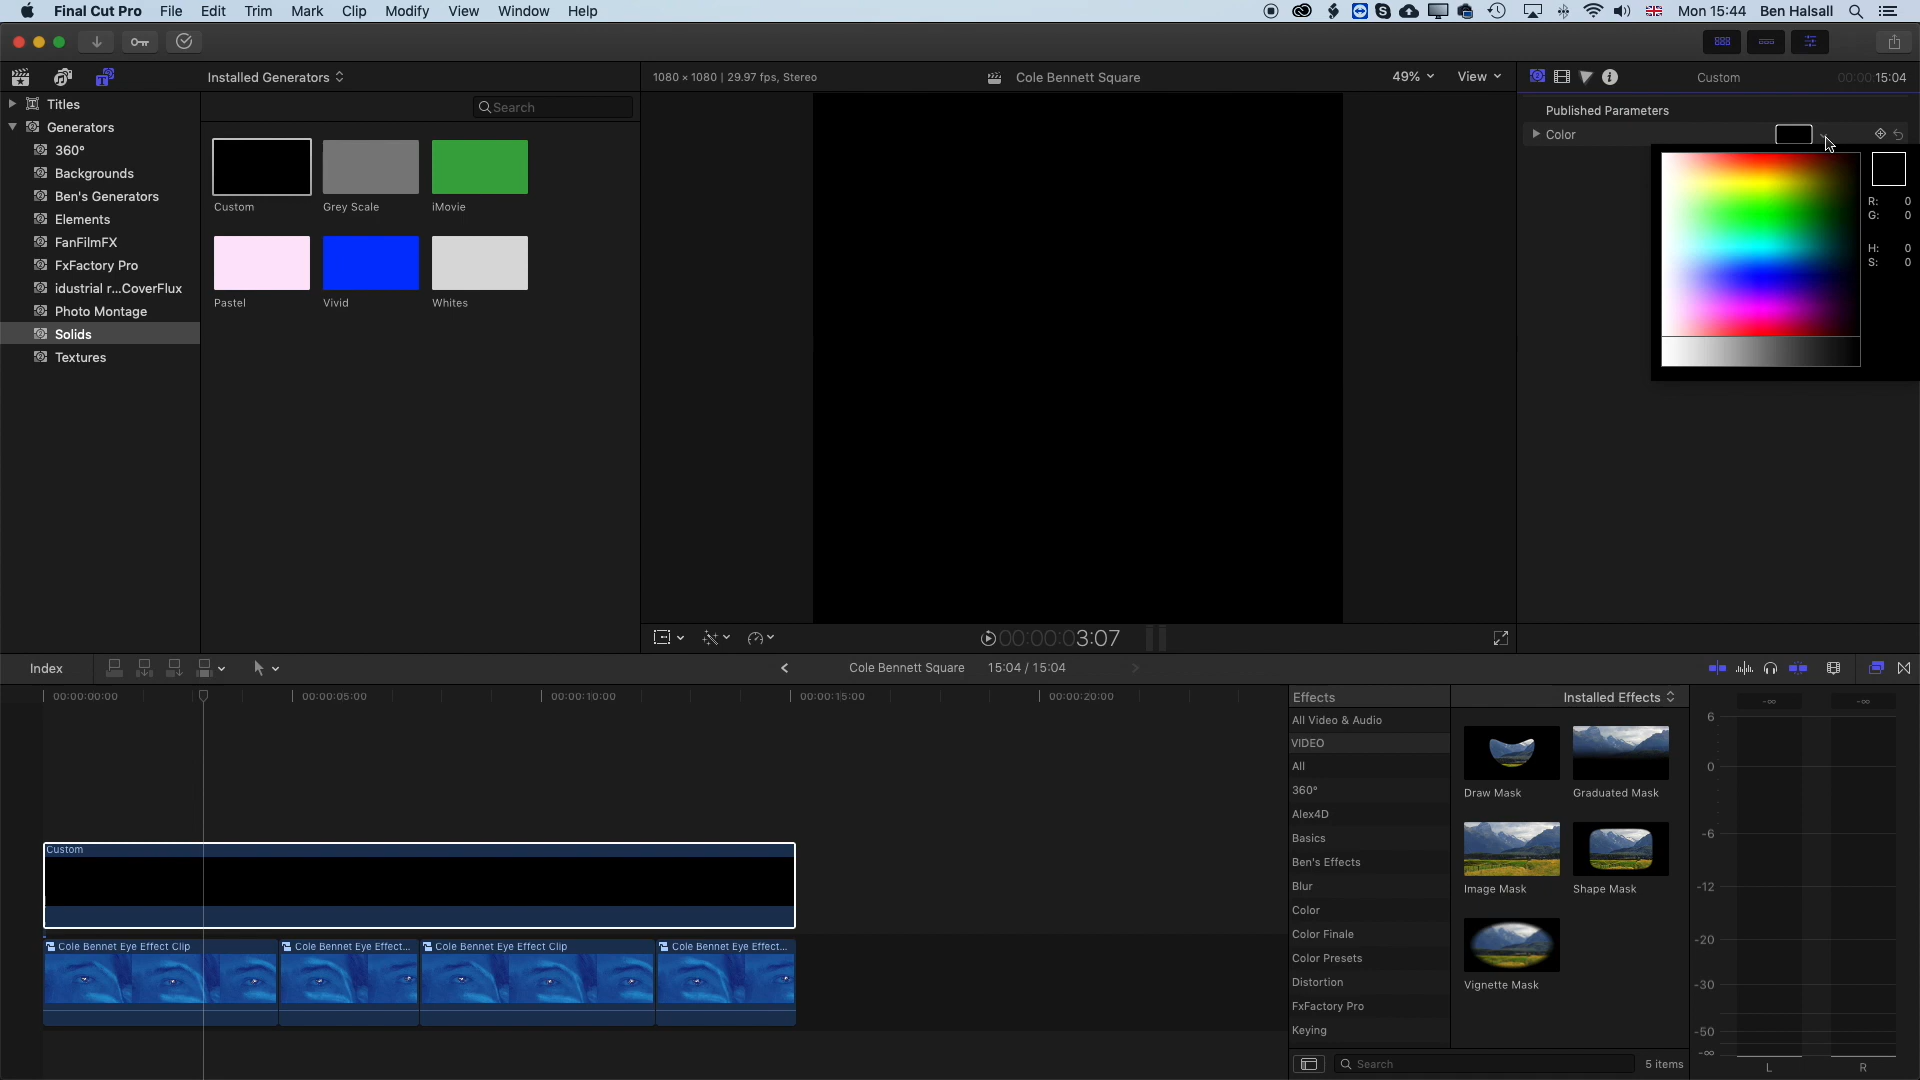 Final Cut Pro File Edit Trim Mark Clip Modify View Window Help
Mon 15:44 Ben Halsall
Installed Generators
1080 × 1080 | 29.97 fps, Stereo
Cole Bennett Square
49%
View
Custom
00:00:15:04
Titles
Generators
360°
Backgrounds
Ben's Generators
Elements
FanFilmFX
FxFactory Pro
idustrial r...CoverFlux
Photo Montage
Solids
Textures
Search
Custom
Grey Scale
iMovie
Pastel
Vivid
Whites
Published Parameters
Color
R: 0
G: 0
H: 0
S: 0
00:00:03:07
Index
Cole Bennett Square
15:04 / 15:04
00:00:00:00
00:00:05:00
00:00:10:00
00:00:15:00
00:00:20:00
Custom
Cole Bennet Eye Effect Clip
Cole Bennet Eye Effect...
Cole Bennet Eye Effect Clip
Cole Bennet Eye Effect...
Effects
Installed Effects
All Video & Audio
VIDEO
All
360°
Alex4D
Basics
Ben's Effects
Blur
Color
Color Finale
Color Presets
Distortion
FxFactory Pro
Keying
Draw Mask
Graduated Mask
Image Mask
Shape Mask
Vignette Mask
Search
5 items
-∞
-∞
6
0
-6
-12
-20
-30
-50
-∞
L
R